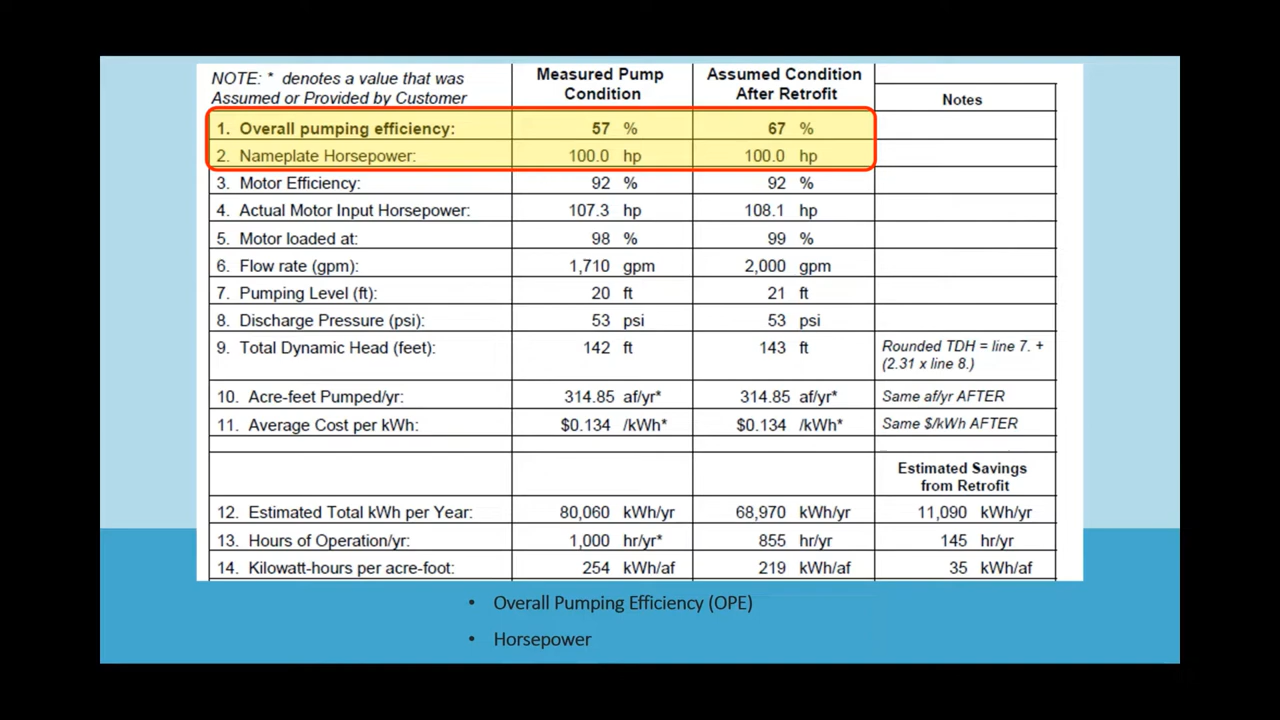 NOTE: * denotes a value that was
Assumed or Provided by Customer
Measured Pump
Condition
Assumed Condition
After Retrofit
Notes
1. Overall pumping efficiency: 57 % 67 %
2. Nameplate Horsepower: 100.0 hp 100.0 hp
3. Motor Efficiency: 92 % 92 %
4. Actual Motor Input Horsepower: 107.3 hp 108.1 hp
5. Motor loaded at: 98 % 99 %
6. Flow rate (gpm): 1,710 gpm 2,000 gpm
7. Pumping Level (ft): 20 ft 21 ft
8. Discharge Pressure (psi): 53 psi 53 psi
9. Total Dynamic Head (feet): 142 ft 143 ft Rounded TDH = line 7. +
(2.31 x line 8.)
10. Acre-feet Pumped/yr: 314.85 af/yr* 314.85 af/yr* Same af/yr AFTER
11. Average Cost per kWh: $0.134 /kWh* $0.134 /kWh* Same $/kWh AFTER
Estimated Savings
from Retrofit
12. Estimated Total kWh per Year: 80,060 kWh/yr 68,970 kWh/yr 11,090 kWh/yr
13. Hours of Operation/yr: 1,000 hr/yr* 855 hr/yr 145 hr/yr
14. Kilowatt-hours per acre-foot: 254 kWh/af 219 kWh/af 35 kWh/af
• Overall Pumping Efficiency (OPE)
• Horsepower